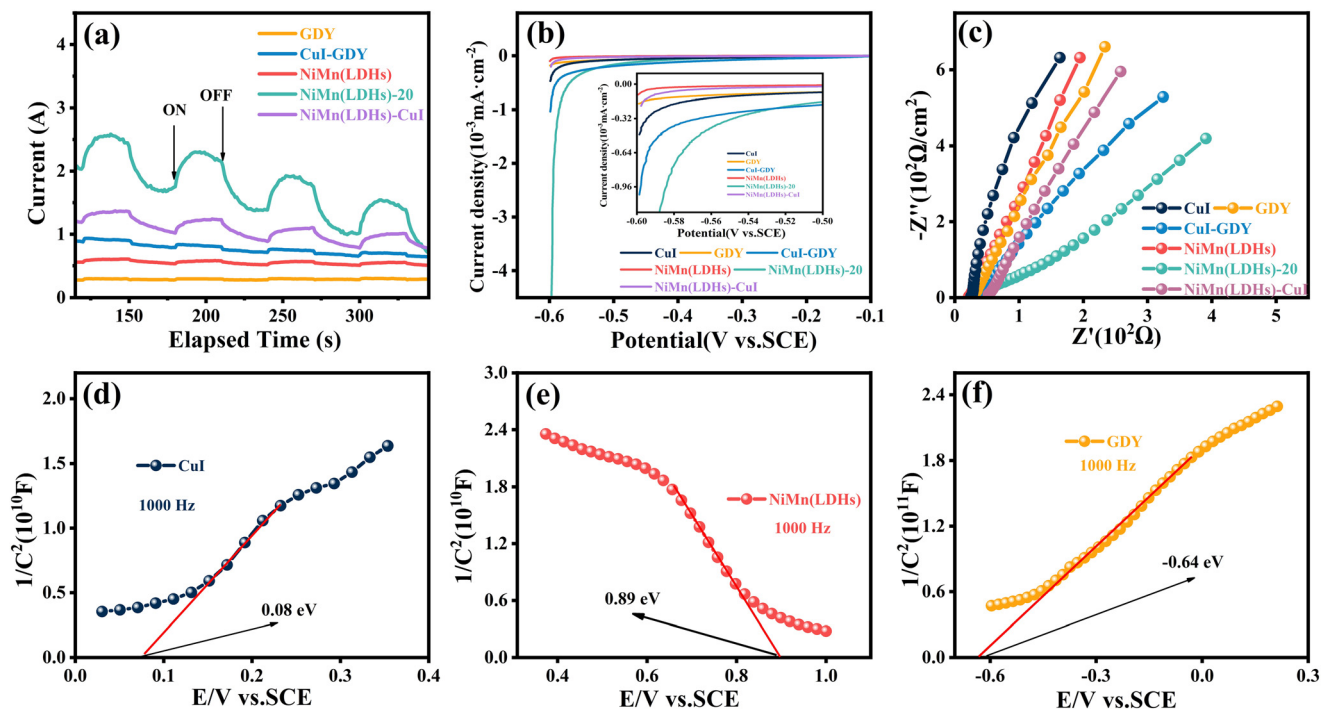 (a)
GDY
CuI-GDY
NiMn(LDHs)
NiMn(LDHs)-20
NiMn(LDHs)-CuI
ON
OFF
Current (A)
4
3
2
1
0
150
200
250
300
Elapsed Time (s)
(b)
Current density(10⁻³ mA·cm⁻²)
0
-1
-2
-3
-4
-0.6
-0.5
-0.4
-0.3
-0.2
-0.1
Potential(V vs.SCE)
Current density(10⁻³mA·cm⁻²)
0.00
-0.32
-0.64
-0.96
CuI
GDY
CuI-GDY
NiMn(LDHs)
NiMn(LDHs)-20
NiMn(LDHs)-CuI
-0.60
-0.58
-0.56
-0.54
-0.52
-0.50
Potential(V vs.SCE)
CuI GDY CuI-GDY
NiMn(LDHs) NiMn(LDHs)-20
NiMn(LDHs)-CuI
(c)
-Z''(10²Ω/cm²)
6
4
2
0
0
1
2
3
4
5
Z'(10²Ω)
CuI GDY
CuI-GDY
NiMn(LDHs)
NiMn(LDHs)-20
NiMn(LDHs)-CuI
(d)
1/C²(10¹⁰F)
2.0
1.5
1.0
0.5
0.0
CuI
1000 Hz
0.08 eV
0.0
0.1
0.2
0.3
0.4
E/V vs.SCE
(e)
1/C²(10¹⁰F)
3.0
2.4
1.8
1.2
0.6
0.0
NiMn(LDHs)
1000 Hz
0.89 eV
0.4
0.6
0.8
1.0
E/V vs.SCE
(f)
1/C²(10¹¹F)
2.4
1.8
1.2
0.6
0.0
GDY
1000 Hz
-0.64 eV
-0.6
-0.3
0.0
0.3
E/V vs.SCE